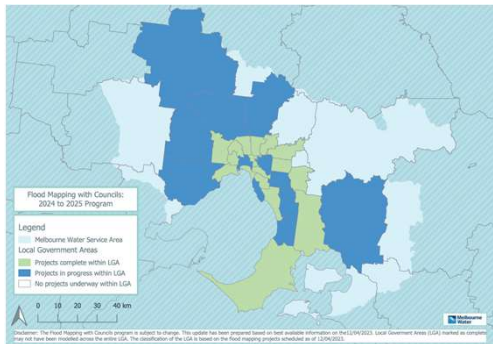 Flood Mapping with Councils:
2024 to 2025 Program
Legend
Melbourne Water Service Area
Local Government Areas
Projects complete within LGA
Projects in progress within LGA
No projects underway within LGA
0 10 20 30 40 km
Melbourne
Water
Disclaimer: The Flood Mapping with Councils program is subject to change. This update has been prepared based on best available information on the12/04/2023. Local Government Areas (LGA) marked as complete
may not have been modelled across the entire LGA. The classification of the LGA is based on the flood mapping projects scheduled as of 12/04/2023.